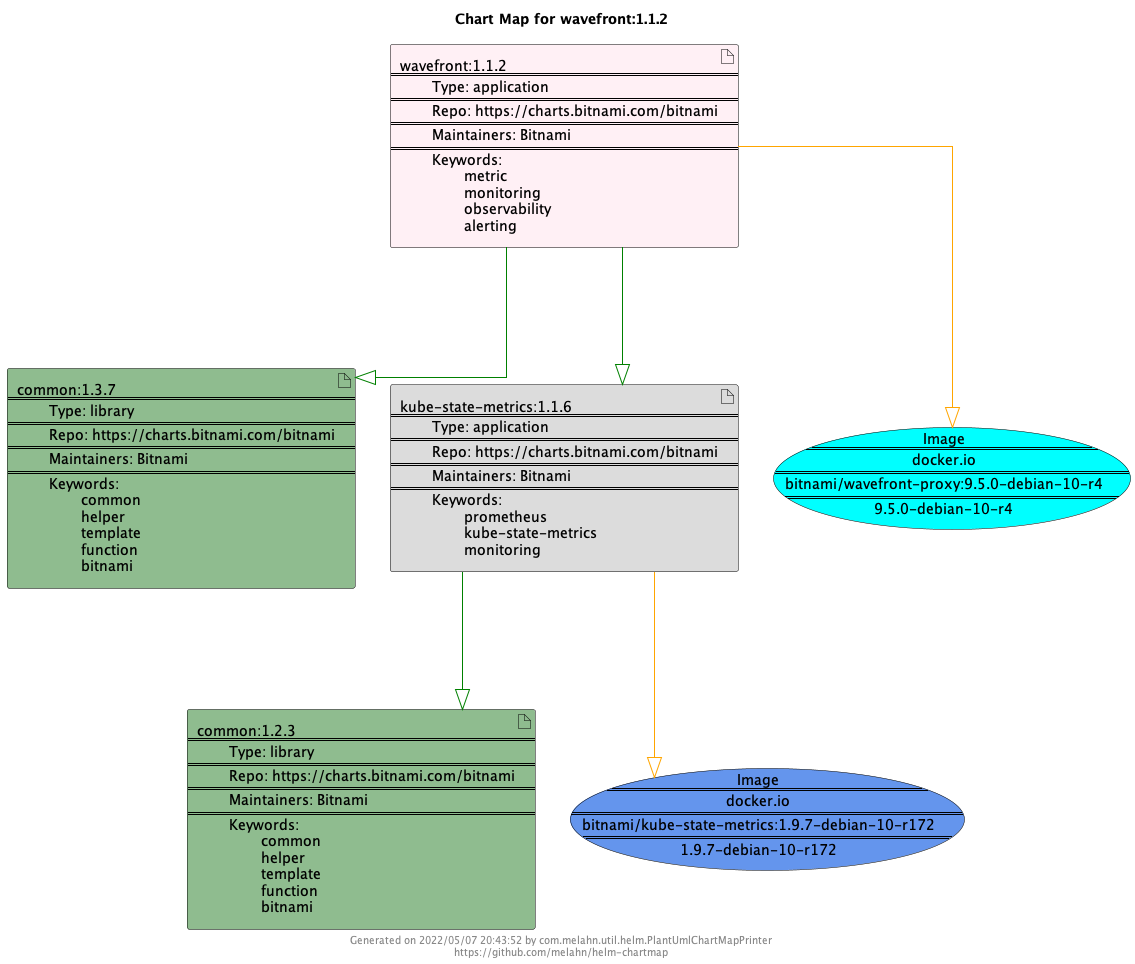 Chart Map for wavefront:1.1.2
wavefront:1.1.2
Type: application
Repo: https://charts.bitnami.com/bitnami
Maintainers: Bitnami
Keywords:
metric
monitoring
observability
alerting
common:1.3.7
Type: library
Repo: https://charts.bitnami.com/bitnami
Maintainers: Bitnami
Keywords:
common
helper
template
function
bitnami
kube-state-metrics:1.1.6
Type: application
Repo: https://charts.bitnami.com/bitnami
Maintainers: Bitnami
Keywords:
prometheus
kube-state-metrics
monitoring
Image
docker.io
bitnami/wavefront-proxy:9.5.0-debian-10-r4
9.5.0-debian-10-r4
common:1.2.3
Type: library
Repo: https://charts.bitnami.com/bitnami
Maintainers: Bitnami
Keywords:
common
helper
template
function
bitnami
Image
docker.io
bitnami/kube-state-metrics:1.9.7-debian-10-r172
1.9.7-debian-10-r172
Generated on 2022/05/07 20:43:52 by com.melahn.util.helm.PlantUmlChartMapPrinter
https://github.com/melahn/helm-chartmap